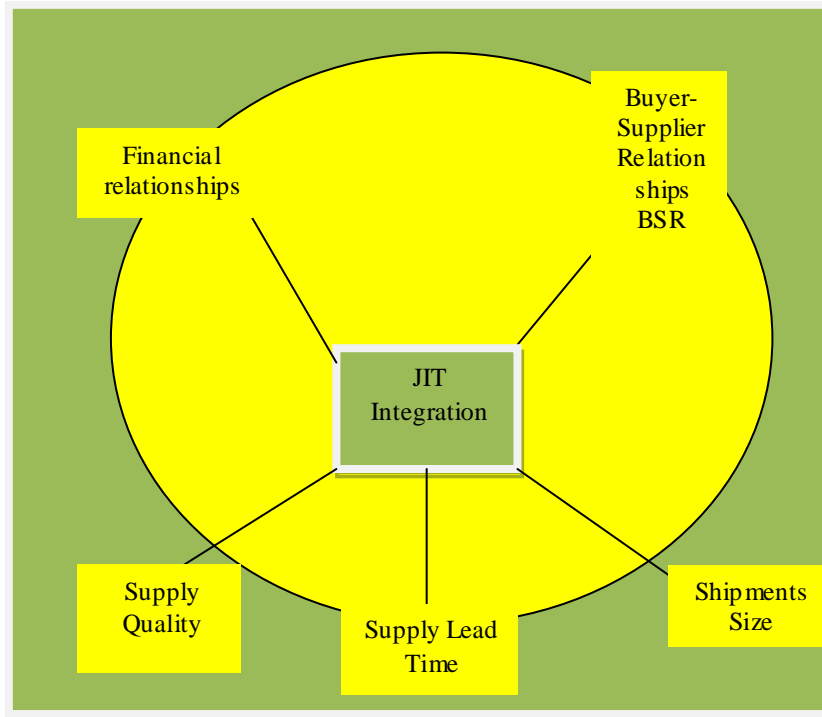 Financial
relationships
Buyer-
Supplier
Relation
ships
BSR
JIT
Integration
Supply
Quality
Supply Lead
Time
Shipments
Size